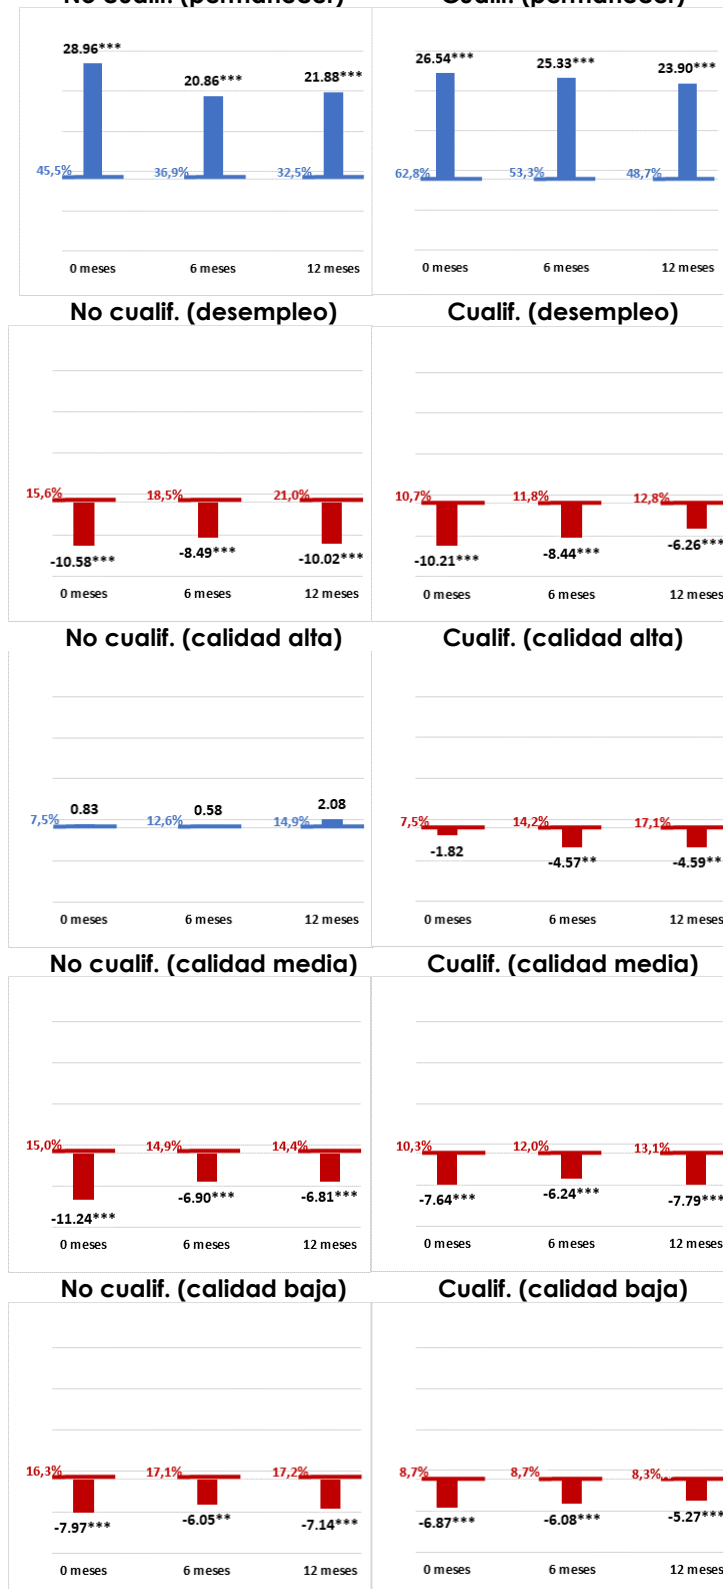 No Cualif. (permanecer) Cualif. (permanecer)
28.96*** 20.86*** 21.88*** 26.54*** 25.33*** 23.90***
45,5% 36,9% 32,5% 62,8% 53,3% 48,7%
0 meses 6 meses 12 meses 0 meses 6 meses 12 meses
No cualif. (desempleo) Cualif. (desempleo)
15,6% 18,5% 21,0% 10,7% 11,8% 12,8%
-10.58*** -8.49*** -10.02*** -10.21*** -8.44*** -6.26***
0 meses 6 meses 12 meses 0 meses 6 meses 12 meses
No cualif. (calidad alta) Cualif. (calidad alta)
0.83 0.58 2.08
7,5% 12,6% 14,9% 7,5% 14,2% 17,1%
-1.82 -4.57** -4.59**
0 meses 6 meses 12 meses 0 meses 6 meses 12 meses
No cualif. (calidad media) Cualif. (calidad media)
15,0% 14,9% 14,4% 10,3% 12,0% 13,1%
-11.24*** -6.90*** -6.81*** -7.64*** -6.24*** -7.79***
0 meses 6 meses 12 meses 0 meses 6 meses 12 meses
No cualif. (calidad baja) Cualif. (calidad baja)
16,3% 17,1% 17,2% 8,7% 8,7% 8,3%
-7.97*** -6.05** -7.14*** -6.87*** -6.08*** -5.27***
0 meses 6 meses 12 meses 0 meses 6 meses 12 meses